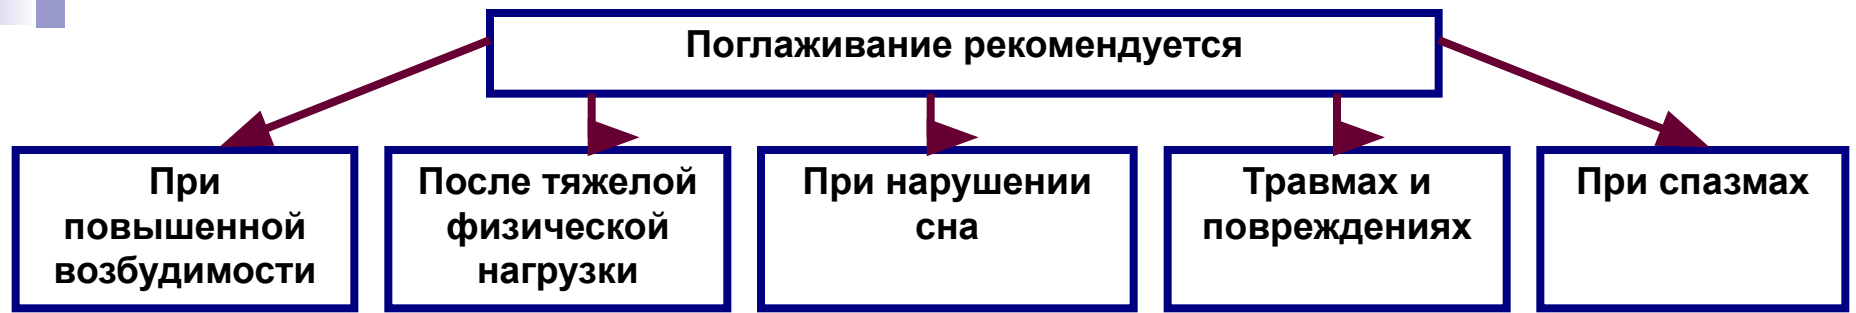 Поглаживание рекомендуется
При
повышенной
возбудимости
После тяжелой
физической
нагрузки
При нарушении
сна
Травмах и
повреждениях
При спазмах